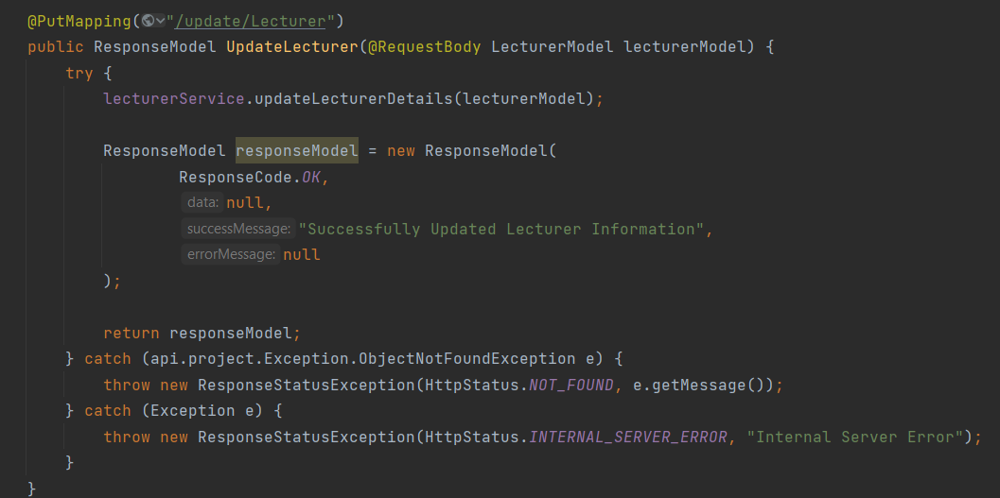 @PutMapping("/update/Lecturer")
public ResponseModel UpdateLecturer(@RequestBody LecturerModel lecturerModel) {
    try {
        lecturerService.updateLecturerDetails(lecturerModel);

        ResponseModel responseModel = new ResponseModel(
                ResponseCode.OK,
                data: null,
                successMessage: "Successfully Updated Lecturer Information",
                errorMessage: null
        );

        return responseModel;
    } catch (api.project.Exception.ObjectNotFoundException e) {
        throw new ResponseStatusException(HttpStatus.NOT_FOUND, e.getMessage());
    } catch (Exception e) {
        throw new ResponseStatusException(HttpStatus.INTERNAL_SERVER_ERROR, "Internal Server Error");
    }
}